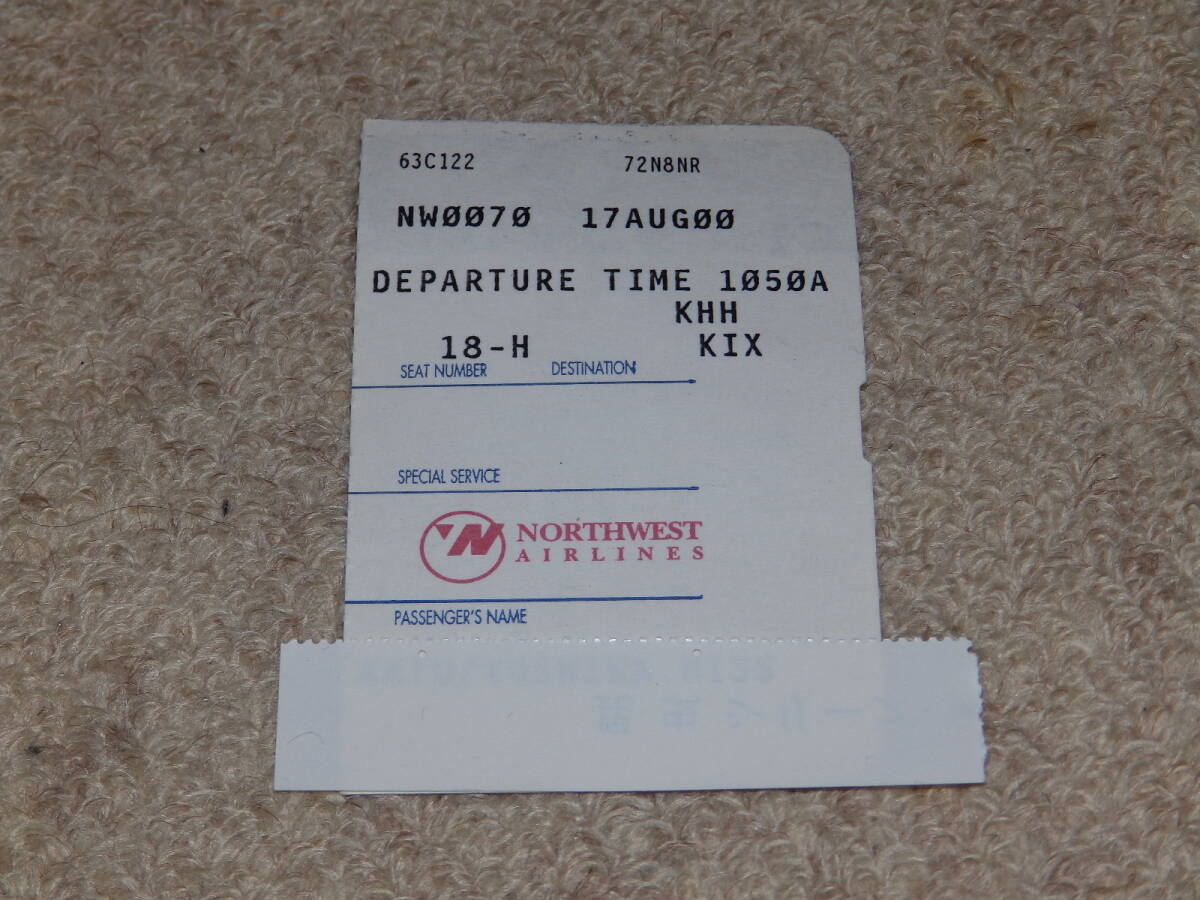 63C122 72N8NR
NW0070 17AUG00
DEPARTURE TIME 1050A
KHH
18-H KIX
SEAT NUMBER DESTINATION
SPECIAL SERVICE
NORTHWEST
AIRLINES
PASSENGER'S NAME